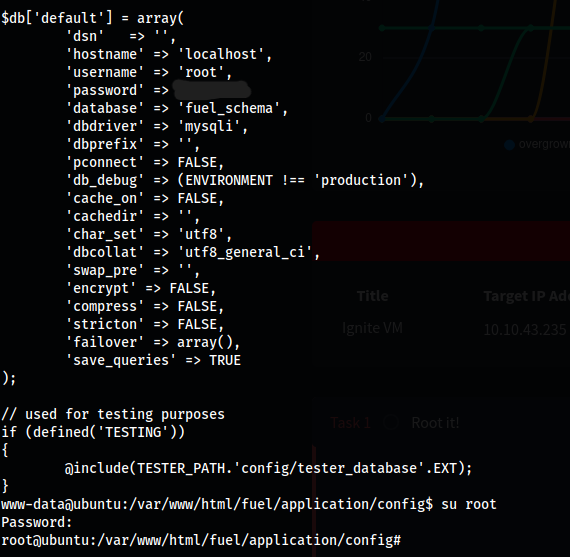 $db['default'] = array(
        'dsn'   => '',
        'hostname' => 'localhost',
        'username' => 'root',
        'password' =>
        'database' => 'fuel_schema',
        'dbdriver' => 'mysqli',
        'dbprefix' => '',
        'pconnect' => FALSE,
        'db_debug' => (ENVIRONMENT !== 'production'),
        'cache_on' => FALSE,
        'cachedir' => '',
        'char_set' => 'utf8',
        'dbcollat' => 'utf8_general_ci',
        'swap_pre' => '',
        'encrypt' => FALSE,
        'compress' => FALSE,
        'stricton' => FALSE,
        'failover' => array(),
        'save_queries' => TRUE
);
// used for testing purposes
if (defined('TESTING'))
{
        @include(TESTER_PATH.'config/tester_database'.EXT);
}
www-data@ubuntu:/var/www/html/fuel/application/config$ su root
Password:
root@ubuntu:/var/www/html/fuel/application/config#
20
0
overgrow
Title
Target IP Add
Ignite VM
10.10.43.235
Task 1
Root it!